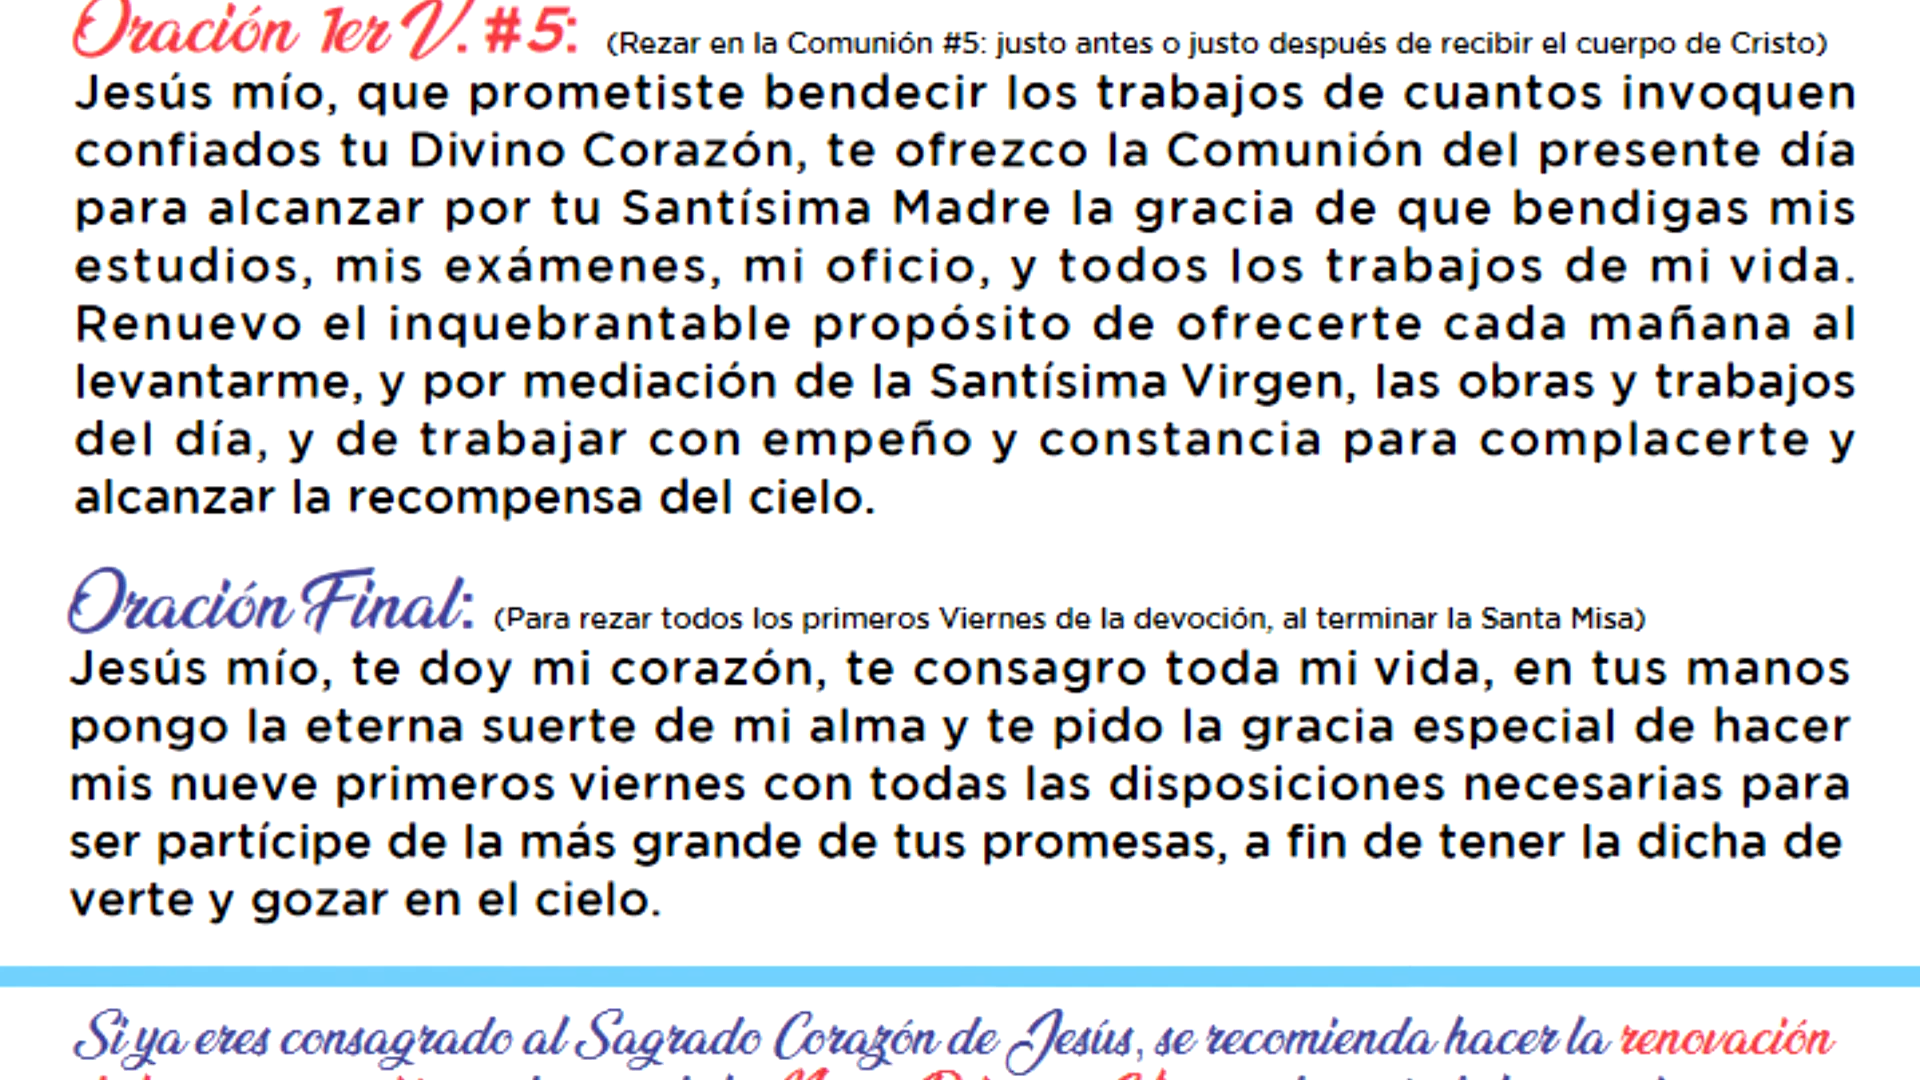 Oración 1er V. #5: (Rezar en la Comunión #5: justo antes o justo después de recibir el cuerpo de Cristo)
Jesús mío, que prometiste bendecir los trabajos de cuantos invoquen
confiados tu Divino Corazón, te ofrezco la Comunión del presente día
para alcanzar por tu Santísima Madre la gracia de que bendigas mis
estudios, mis exámenes, mi oficio, y todos los trabajos de mi vida.
Renuevo el inquebrantable propósito de ofrecerte cada mañana al
levantarme, y por mediación de la Santísima Virgen, las obras y trabajos
del día, y de trabajar con empeño y constancia para complacerte y
alcanzar la recompensa del cielo.
Oración Final: (Para rezar todos los primeros Viernes de la devoción, al terminar la Santa Misa)
Jesús mío, te doy mi corazón, te consagro toda mi vida, en tus manos
pongo la eterna suerte de mi alma y te pido la gracia especial de hacer
mis nueve primeros viernes con todas las disposiciones necesarias para
ser partícipe de la más grande de tus promesas, a fin de tener la dicha de
verte y gozar en el cielo.
Si ya eres consagrado al Sagrado Corazón de Jesús, se recomienda hacer la renovación